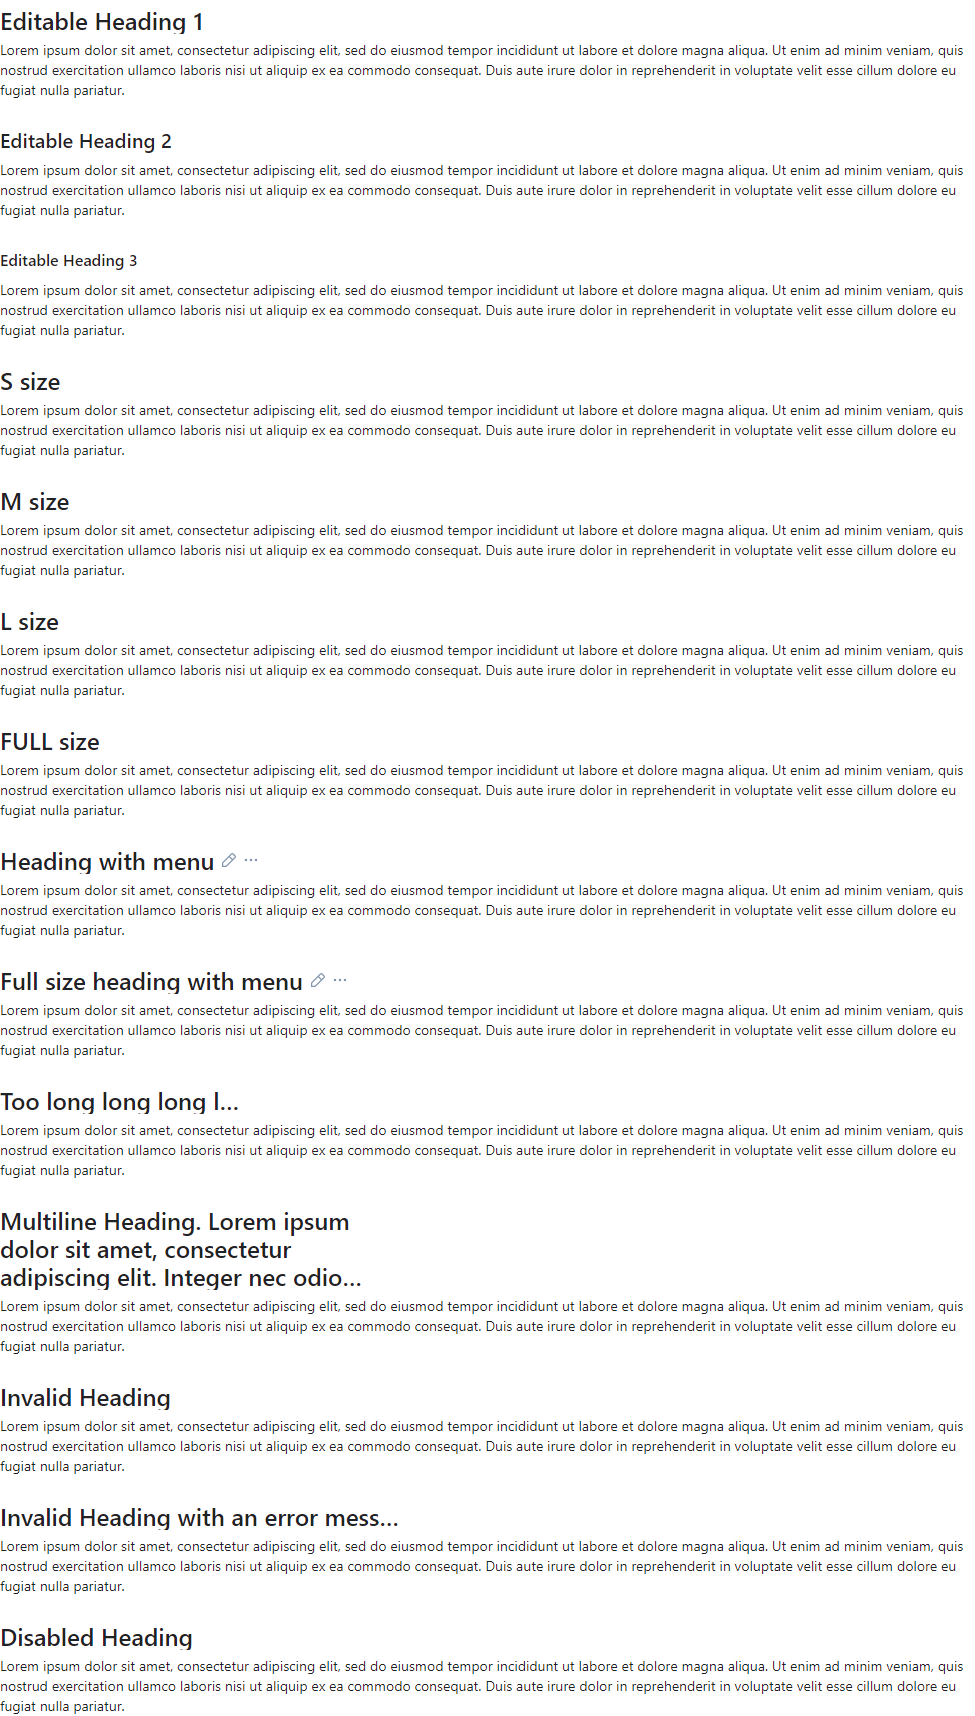 Editable Heading 1
Lorem ipsum dolor sit amet, consectetur adipiscing elit, sed do eiusmod tempor incididunt ut labore et dolore magna aliqua. Ut enim ad minim veniam, quis
nostrud exercitation ullamco laboris nisi ut aliquip ex ea commodo consequat. Duis aute irure dolor in reprehenderit in voluptate velit esse cillum dolore eu
fugiat nulla pariatur.
Editable Heading 2
Lorem ipsum dolor sit amet, consectetur adipiscing elit, sed do eiusmod tempor incididunt ut labore et dolore magna aliqua. Ut enim ad minim veniam, quis
nostrud exercitation ullamco laboris nisi ut aliquip ex ea commodo consequat. Duis aute irure dolor in reprehenderit in voluptate velit esse cillum dolore eu
fugiat nulla pariatur.
Editable Heading 3
Lorem ipsum dolor sit amet, consectetur adipiscing elit, sed do eiusmod tempor incididunt ut labore et dolore magna aliqua. Ut enim ad minim veniam, quis
nostrud exercitation ullamco laboris nisi ut aliquip ex ea commodo consequat. Duis aute irure dolor in reprehenderit in voluptate velit esse cillum dolore eu
fugiat nulla pariatur.
S size
Lorem ipsum dolor sit amet, consectetur adipiscing elit, sed do eiusmod tempor incididunt ut labore et dolore magna aliqua. Ut enim ad minim veniam, quis
nostrud exercitation ullamco laboris nisi ut aliquip ex ea commodo consequat. Duis aute irure dolor in reprehenderit in voluptate velit esse cillum dolore eu
fugiat nulla pariatur.
M size
Lorem ipsum dolor sit amet, consectetur adipiscing elit, sed do eiusmod tempor incididunt ut labore et dolore magna aliqua. Ut enim ad minim veniam, quis
nostrud exercitation ullamco laboris nisi ut aliquip ex ea commodo consequat. Duis aute irure dolor in reprehenderit in voluptate velit esse cillum dolore eu
fugiat nulla pariatur.
L size
Lorem ipsum dolor sit amet, consectetur adipiscing elit, sed do eiusmod tempor incididunt ut labore et dolore magna aliqua. Ut enim ad minim veniam, quis
nostrud exercitation ullamco laboris nisi ut aliquip ex ea commodo consequat. Duis aute irure dolor in reprehenderit in voluptate velit esse cillum dolore eu
fugiat nulla pariatur.
FULL size
Lorem ipsum dolor sit amet, consectetur adipiscing elit, sed do eiusmod tempor incididunt ut labore et dolore magna aliqua. Ut enim ad minim veniam, quis
nostrud exercitation ullamco laboris nisi ut aliquip ex ea commodo consequat. Duis aute irure dolor in reprehenderit in voluptate velit esse cillum dolore eu
fugiat nulla pariatur.
Heading with menu
Lorem ipsum dolor sit amet, consectetur adipiscing elit, sed do eiusmod tempor incididunt ut labore et dolore magna aliqua. Ut enim ad minim veniam, quis
nostrud exercitation ullamco laboris nisi ut aliquip ex ea commodo consequat. Duis aute irure dolor in reprehenderit in voluptate velit esse cillum dolore eu
fugiat nulla pariatur.
Full size heading with menu
Lorem ipsum dolor sit amet, consectetur adipiscing elit, sed do eiusmod tempor incididunt ut labore et dolore magna aliqua. Ut enim ad minim veniam, quis
nostrud exercitation ullamco laboris nisi ut aliquip ex ea commodo consequat. Duis aute irure dolor in reprehenderit in voluptate velit esse cillum dolore eu
fugiat nulla pariatur.
Too long long long l...
Lorem ipsum dolor sit amet, consectetur adipiscing elit, sed do eiusmod tempor incididunt ut labore et dolore magna aliqua. Ut enim ad minim veniam, quis
nostrud exercitation ullamco laboris nisi ut aliquip ex ea commodo consequat. Duis aute irure dolor in reprehenderit in voluptate velit esse cillum dolore eu
fugiat nulla pariatur.
Multiline Heading. Lorem ipsum
dolor sit amet, consectetur
adipiscing elit. Integer nec odio...
Lorem ipsum dolor sit amet, consectetur adipiscing elit, sed do eiusmod tempor incididunt ut labore et dolore magna aliqua. Ut enim ad minim veniam, quis
nostrud exercitation ullamco laboris nisi ut aliquip ex ea commodo consequat. Duis aute irure dolor in reprehenderit in voluptate velit esse cillum dolore eu
fugiat nulla pariatur.
Invalid Heading
Lorem ipsum dolor sit amet, consectetur adipiscing elit, sed do eiusmod tempor incididunt ut labore et dolore magna aliqua. Ut enim ad minim veniam, quis
nostrud exercitation ullamco laboris nisi ut aliquip ex ea commodo consequat. Duis aute irure dolor in reprehenderit in voluptate velit esse cillum dolore eu
fugiat nulla pariatur.
Invalid Heading with an error mess...
Lorem ipsum dolor sit amet, consectetur adipiscing elit, sed do eiusmod tempor incididunt ut labore et dolore magna aliqua. Ut enim ad minim veniam, quis
nostrud exercitation ullamco laboris nisi ut aliquip ex ea commodo consequat. Duis aute irure dolor in reprehenderit in voluptate velit esse cillum dolore eu
fugiat nulla pariatur.
Disabled Heading
Lorem ipsum dolor sit amet, consectetur adipiscing elit, sed do eiusmod tempor incididunt ut labore et dolore magna aliqua. Ut enim ad minim veniam, quis
nostrud exercitation ullamco laboris nisi ut aliquip ex ea commodo consequat. Duis aute irure dolor in reprehenderit in voluptate velit esse cillum dolore eu
fugiat nulla pariatur.